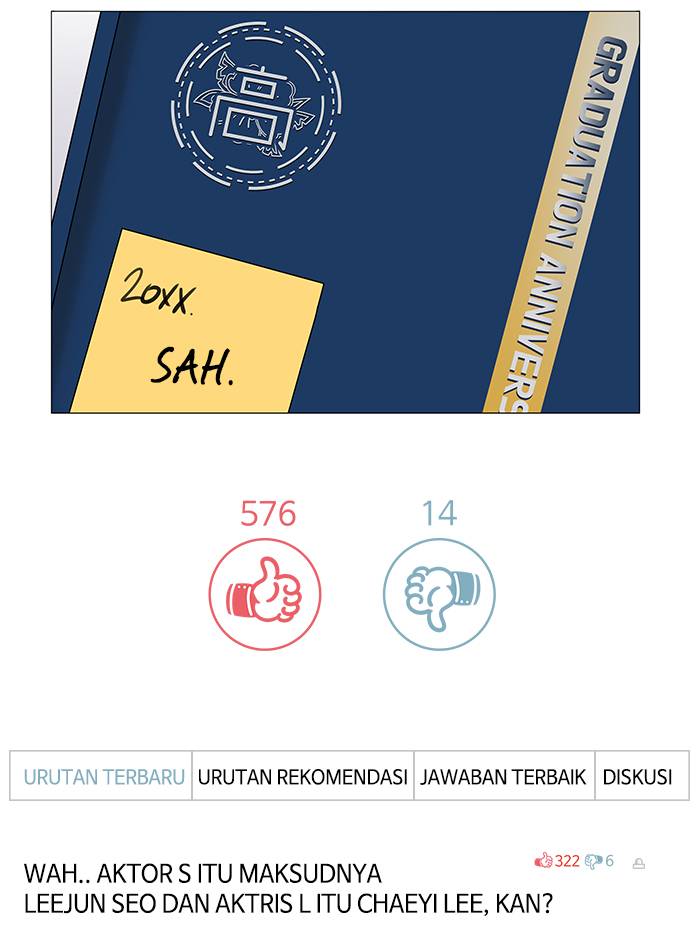 高
GRADUATION ANNIVERS
20XX.
SAH.
576
14
URUTAN TERBARU
URUTAN REKOMENDASI
JAWABAN TERBAIK
DISKUSI
322
6
WAH.. AKTOR S ITU MAKSUDNYA
LEEJUN SEO DAN AKTRIS L ITU CHAEYI LEE, KAN?